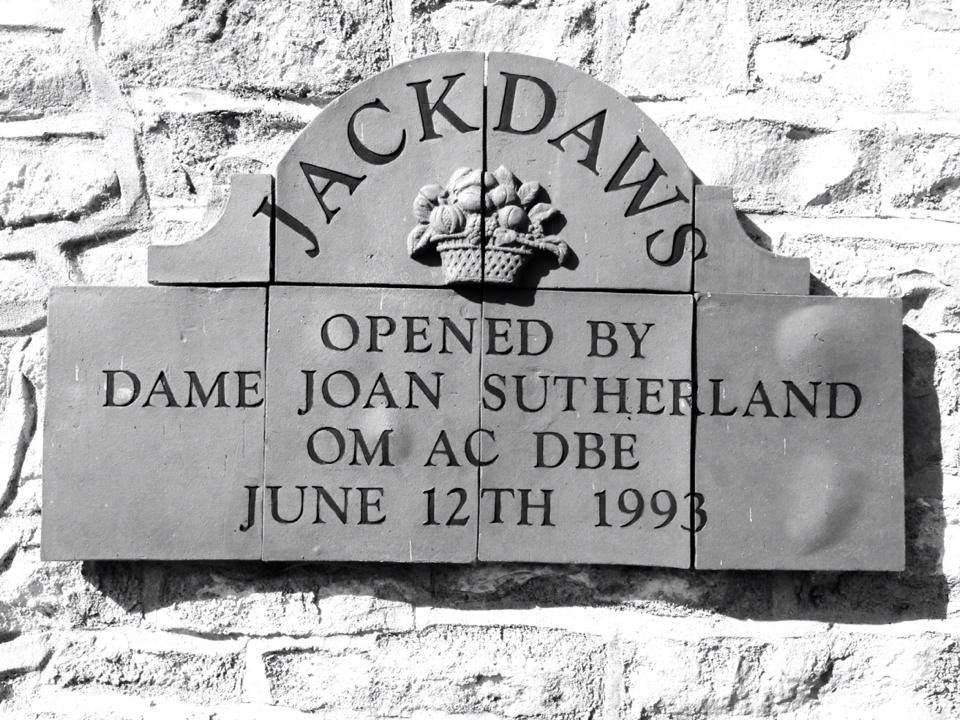 JACKDAWS
OPENED BY
DAME JOAN SUTHERLAND
OM AC DBE
JUNE 12TH 1993